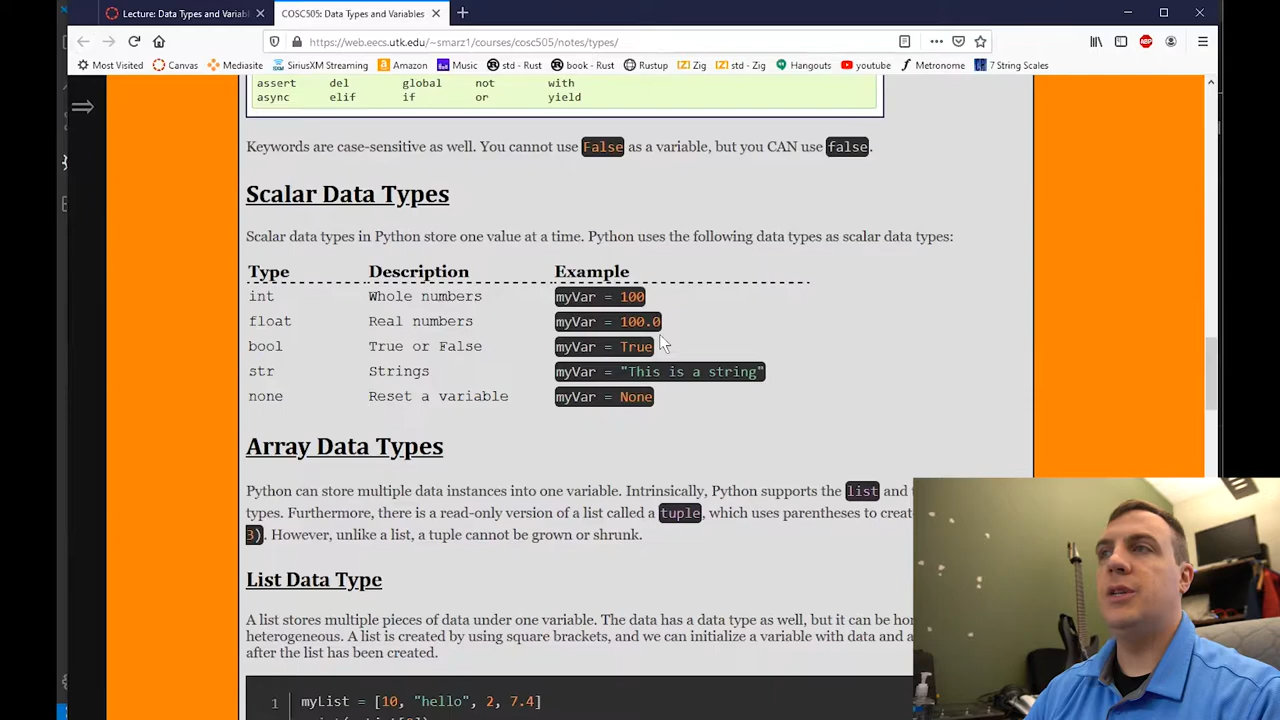 Lecture: Data Types and Variabl
COSC505: Data Types and Variables
https://web.eecs.utk.edu/~smarz1/courses/cosc505/notes/types/
Most Visited Canvas Mediasite SiriusXM Streaming Amazon Music std - Rust book - Rust Rustup Zig std - Zig Hangouts youtube Metronome 7 String Scales
assert del global not with
async elif if or yield
Keywords are case-sensitive as well. You cannot use False as a variable, but you CAN use false.
Scalar Data Types
Scalar data types in Python store one value at a time. Python uses the following data types as scalar data types:
Type Description Example
int Whole numbers myVar = 100
float Real numbers myVar = 100.0
bool True or False myVar = True
str Strings myVar = "This is a string"
none Reset a variable myVar = None
Array Data Types
Python can store multiple data instances into one variable. Intrinsically, Python supports the list and
types. Furthermore, there is a read-only version of a list called a tuple, which uses parentheses to
3). However, unlike a list, a tuple cannot be grown or shrunk.
List Data Type
A list stores multiple pieces of data under one variable. The data has a data type as well, but it can be
heterogeneous. A list is created by using square brackets, and we can initialize a variable with data and
after the list has been created.
1 myList = [10, "hello", 2, 7.4]